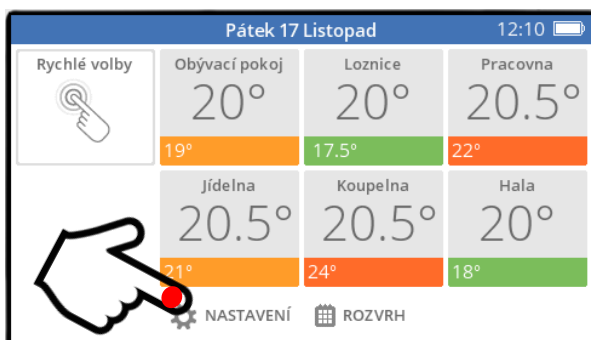 Pátek 17 Listopad
12:10
Rychlé volby
Obývací pokoj
20°
19°
Loznice
20°
17.5°
Pracovna
20.5°
22°
Jídelna
20.5°
21°
Koupelna
20.5°
24°
Hala
20°
18°
NASTAVENÍ
ROZVRH